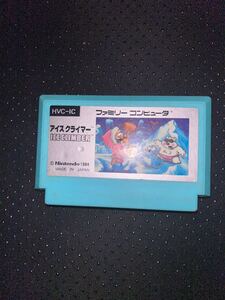 HVC-IC
ファミリー コンピュータ
アイス クライマー
ICE CLIMBER
© Nintendo 1984
MADE IN JAPAN